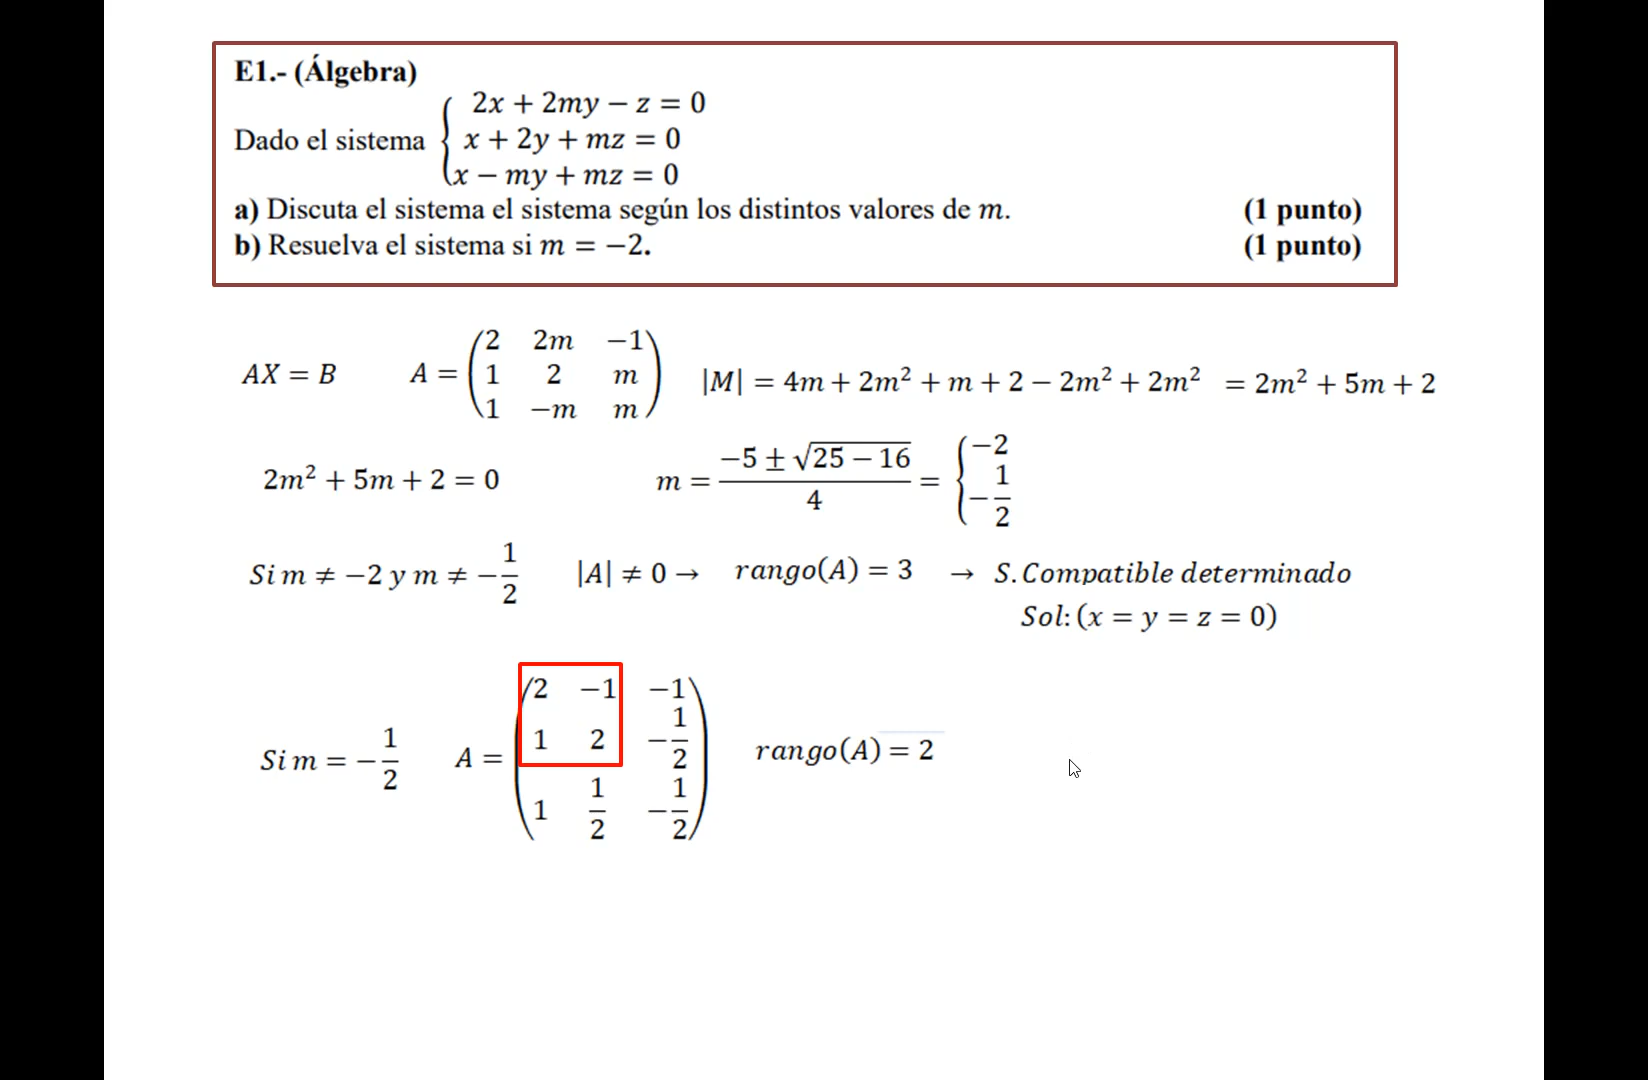 E1.- (Álgebra)
Dado el sistema { 2x + 2my − z = 0
x + 2y + mz = 0
x − my + mz = 0
a) Discuta el sistema el sistema según los distintos valores de m. (1 punto)
b) Resuelva el sistema si m = −2. (1 punto)
AX = B A = (2 2m −1
1 2 m
1 −m m) |M| = 4m + 2m² + m + 2 − 2m² + 2m² = 2m² + 5m + 2
2m² + 5m + 2 = 0 m = (−5 ± √(25 − 16))/4 = { −2
−1/2
Si m ≠ −2 y m ≠ −1/2 |A| ≠ 0 → rango(A) = 3 → S. Compatible determinado
Sol: (x = y = z = 0)
Si m = −1/2 A = (2 −1 −1
1 2 −1/2
1 1/2 −1/2) rango(A) = 2